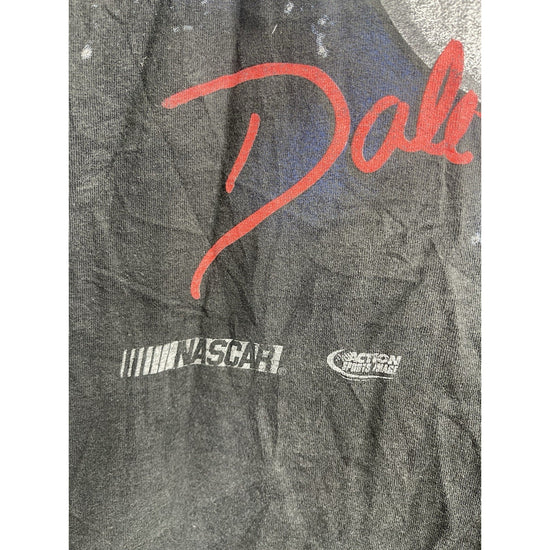 Dale
NASCAR
ACTION
SPORTS IMAGE